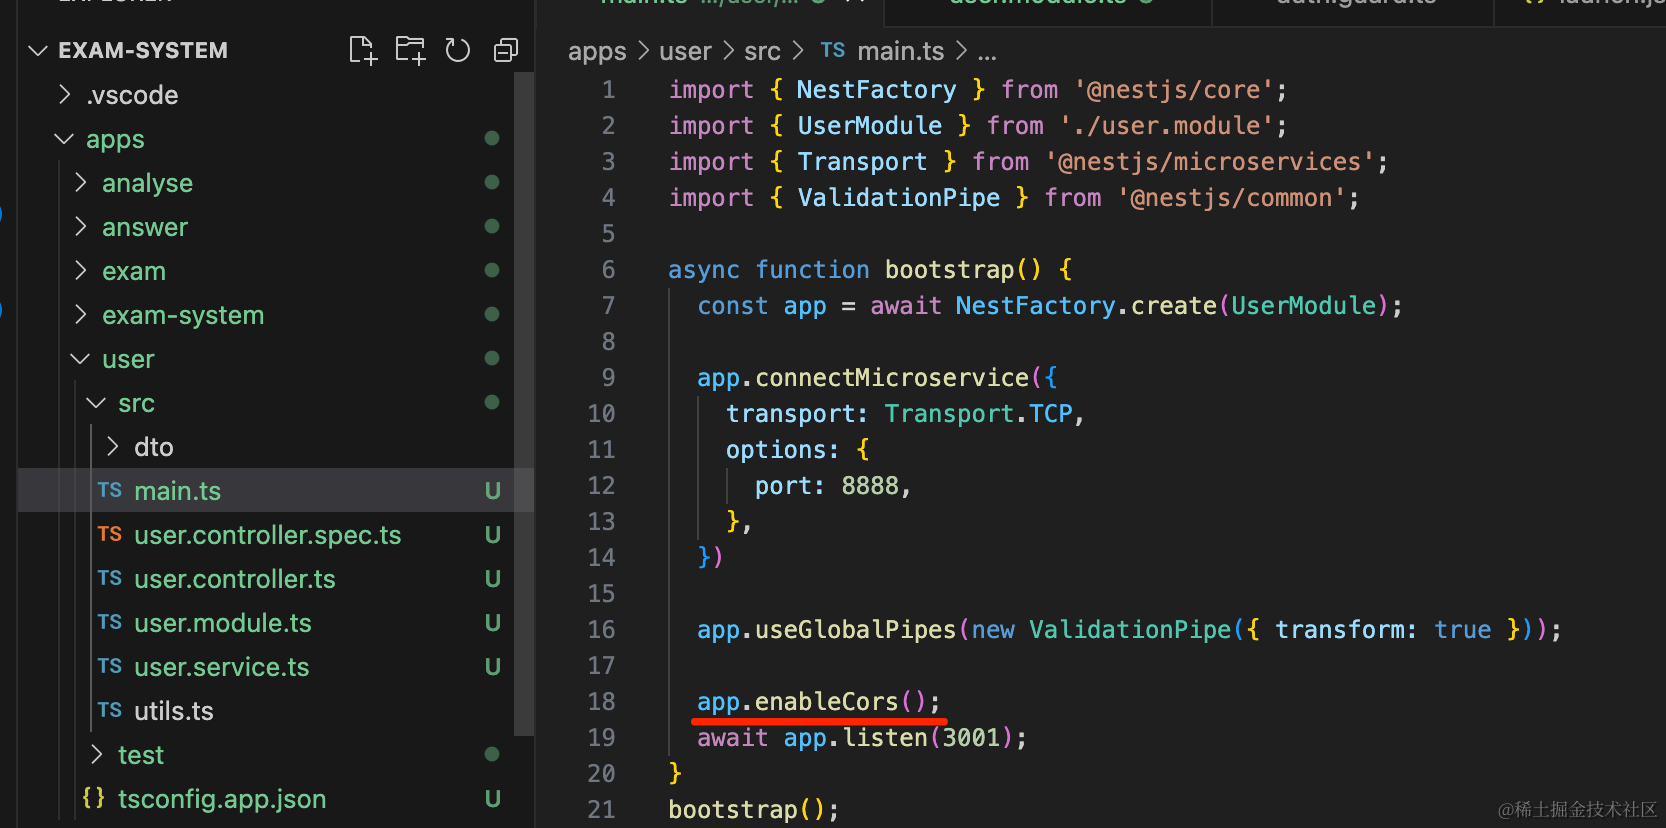 EXAM-SYSTEM
.vscode
apps
analyse
answer
exam
exam-system
user
src
dto
TS main.ts U
TS user.controller.spec.ts U
TS user.controller.ts U
TS user.module.ts U
TS user.service.ts U
TS utils.ts
test
{} tsconfig.app.json U
apps > user > src > TS main.ts > ...
1 import { NestFactory } from '@nestjs/core';
2 import { UserModule } from './user.module';
3 import { Transport } from '@nestjs/microservices';
4 import { ValidationPipe } from '@nestjs/common';
5
6 async function bootstrap() {
7 const app = await NestFactory.create(UserModule);
8
9 app.connectMicroservice({
10 transport: Transport.TCP,
11 options: {
12 port: 8888,
13 },
14 })
15
16 app.useGlobalPipes(new ValidationPipe({ transform: true }));
17
18 app.enableCors();
19 await app.listen(3001);
20 }
21 bootstrap();
@稀土掘金技术社区